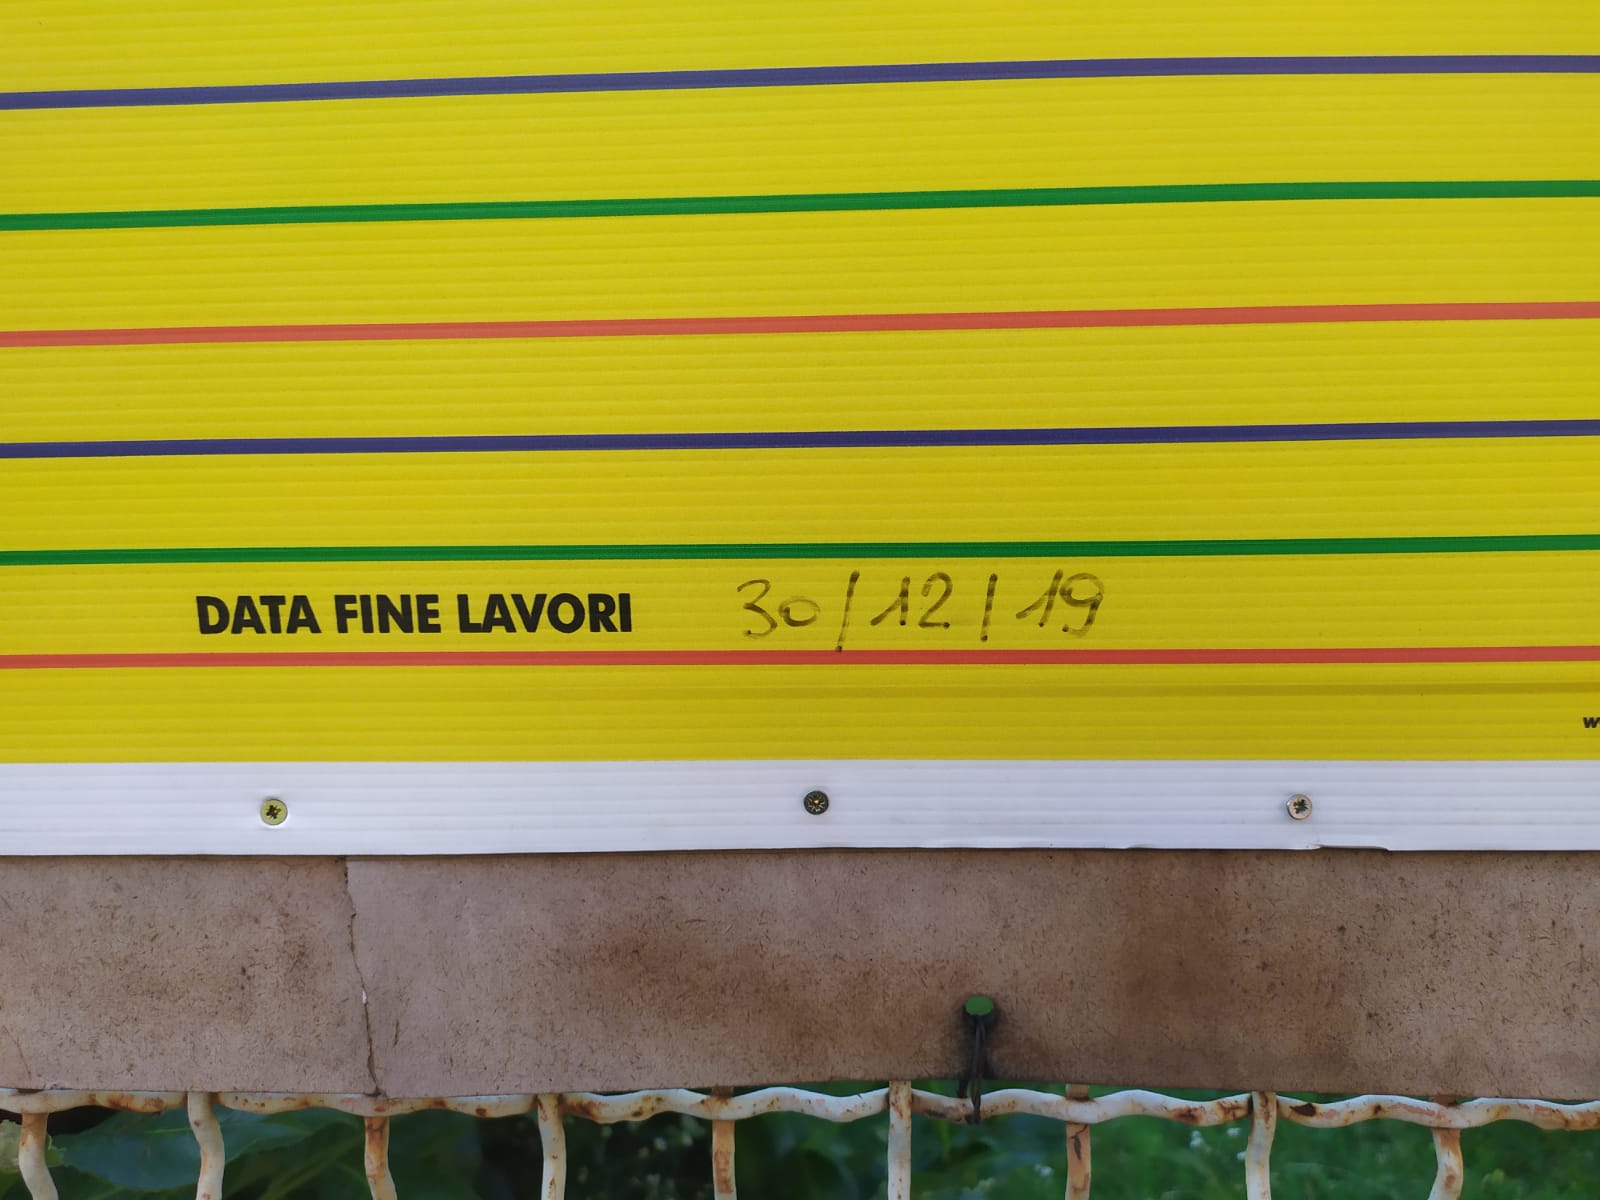 DATA FINE LAVORI 30/12/19